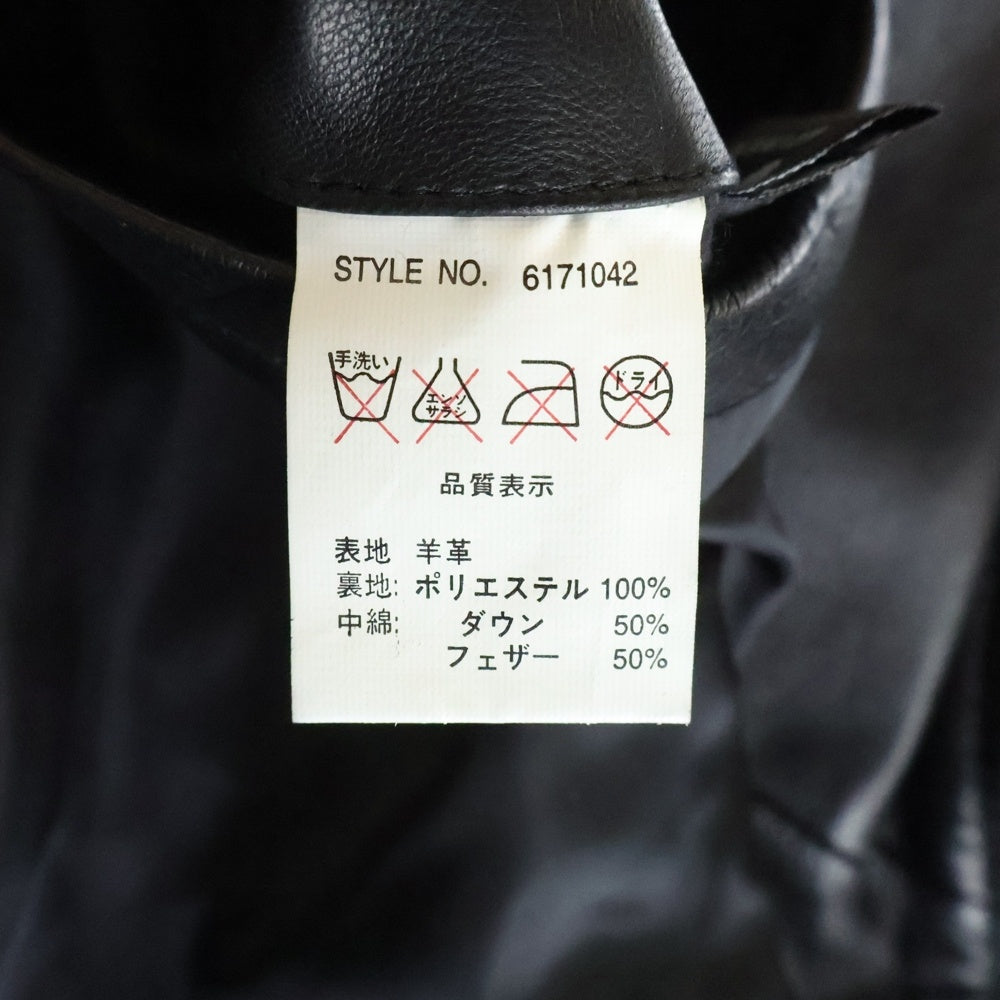 STYLE NO. 6171042
手洗い エンソ サラシ ドライ
品質表示
表地 羊革
裏地: ポリエステル 100%
中綿: ダウン 50%
フェザー 50%